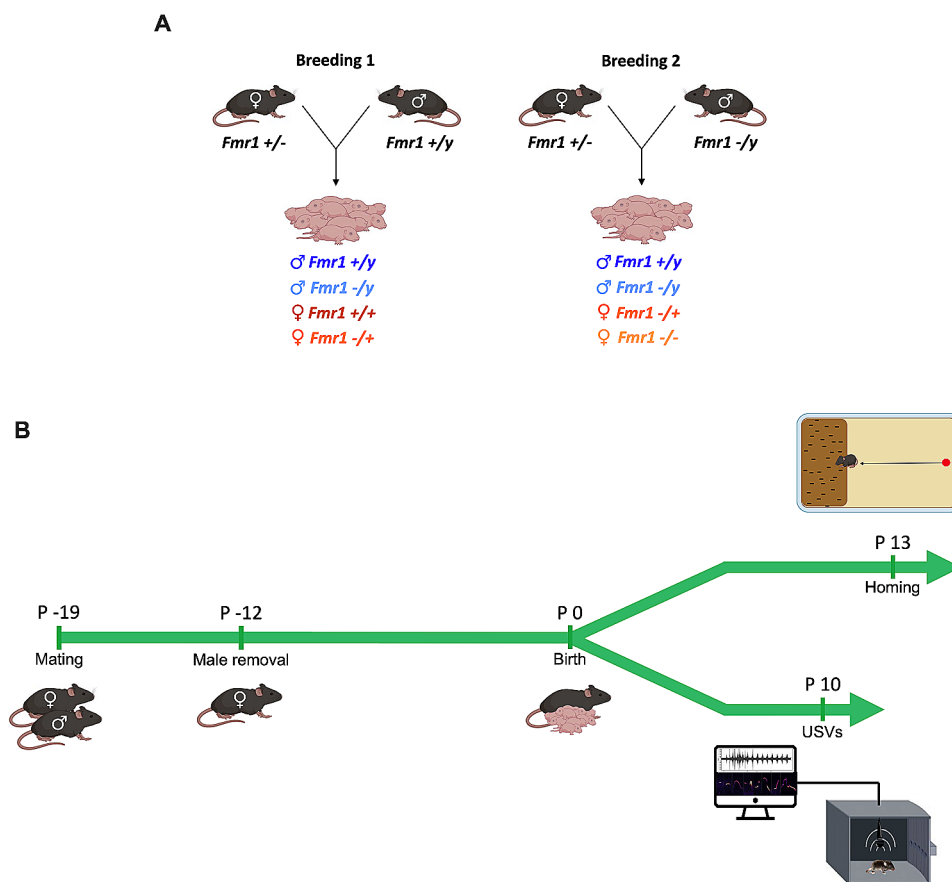 A
Breeding 1
Breeding 2
♀
♂
♀
♂
Fmr1 +/-
Fmr1 +/y
Fmr1 +/-
Fmr1 -/y
♂ Fmr1 +/y
♂ Fmr1 -/y
♀ Fmr1 +/+
♀ Fmr1 -/+
♂ Fmr1 +/y
♂ Fmr1 -/y
♀ Fmr1 -/+
♀ Fmr1 -/-
B
P 13
Homing
P -19
P -12
P 0
Mating
Male removal
Birth
♀
♂
♀
P 10
USVs